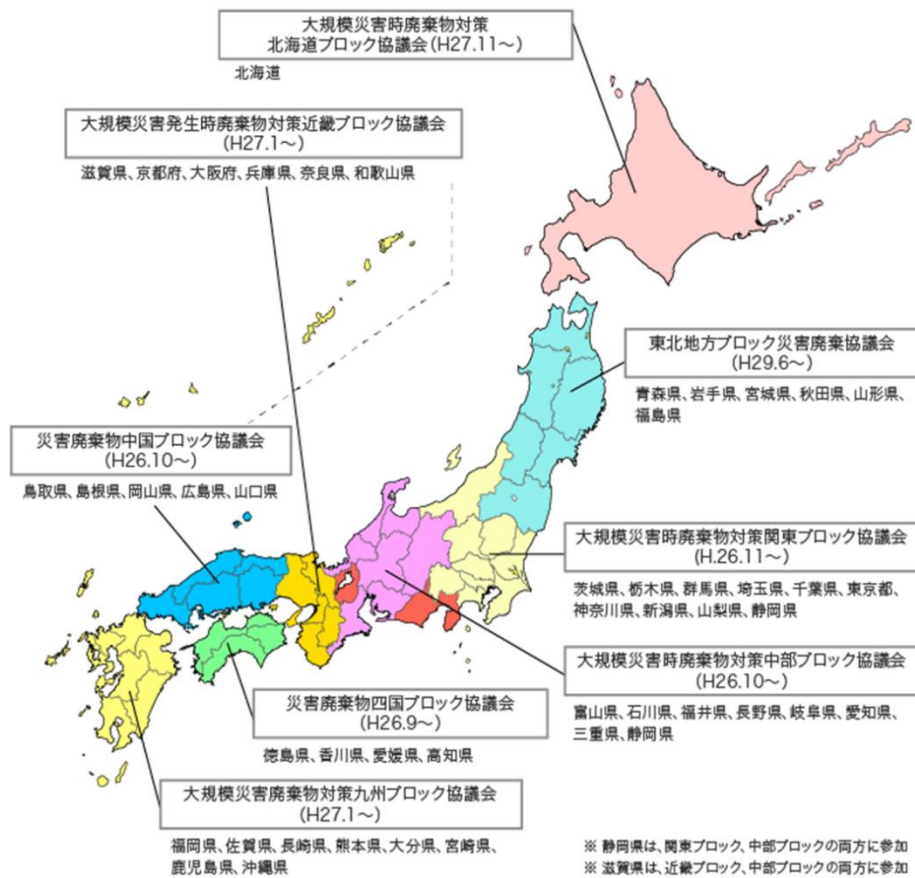 大規模災害時廃棄物対策
北海道ブロック協議会(H27.11～)
北海道
大規模災害発生時廃棄物対策近畿ブロック協議会
(H27.1～)
滋賀県、京都府、大阪府、兵庫県、奈良県、和歌山県
東北地方ブロック災害廃棄協議会
(H29.6～)
青森県、岩手県、宮城県、秋田県、山形県、
福島県
災害廃棄物中国ブロック協議会
(H26.10～)
鳥取県、島根県、岡山県、広島県、山口県
大規模災害時廃棄物対策関東ブロック協議会
(H.26.11～)
茨城県、栃木県、群馬県、埼玉県、千葉県、東京都、
神奈川県、新潟県、山梨県、静岡県
大規模災害時廃棄物対策中部ブロック協議会
(H26.10～)
富山県、石川県、福井県、長野県、岐阜県、愛知県、
三重県、静岡県
災害廃棄物四国ブロック協議会
(H26.9～)
徳島県、香川県、愛媛県、高知県
大規模災害廃棄物対策九州ブロック協議会
(H27.1～)
福岡県、佐賀県、長崎県、熊本県、大分県、宮崎県、
鹿児島県、沖縄県
※ 静岡県は、関東ブロック、中部ブロックの両方に参加
※ 滋賀県は、近畿ブロック、中部ブロックの両方に参加